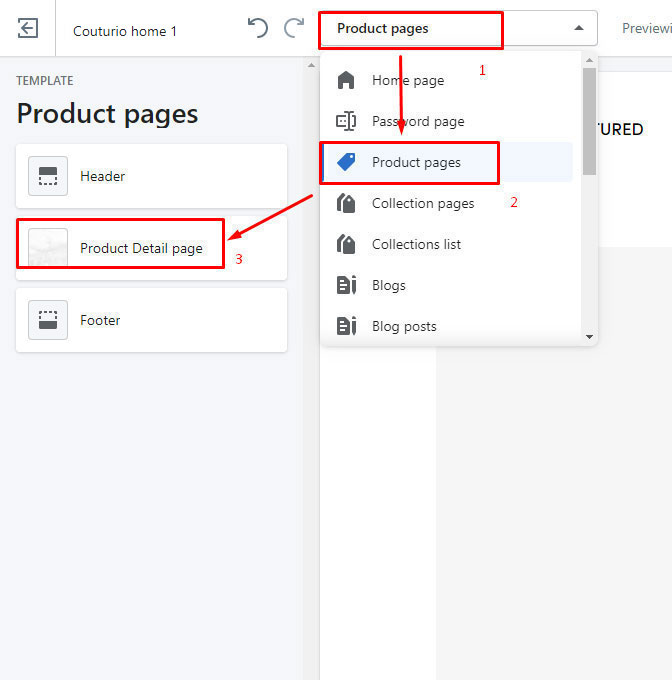 Couturio home 1
Product pages
Previewi
TEMPLATE
Product pages
Header
Product Detail page
3
Footer
1
Home page
Password page
Product pages
Collection pages
2
Collections list
Blogs
Blog posts
TURED